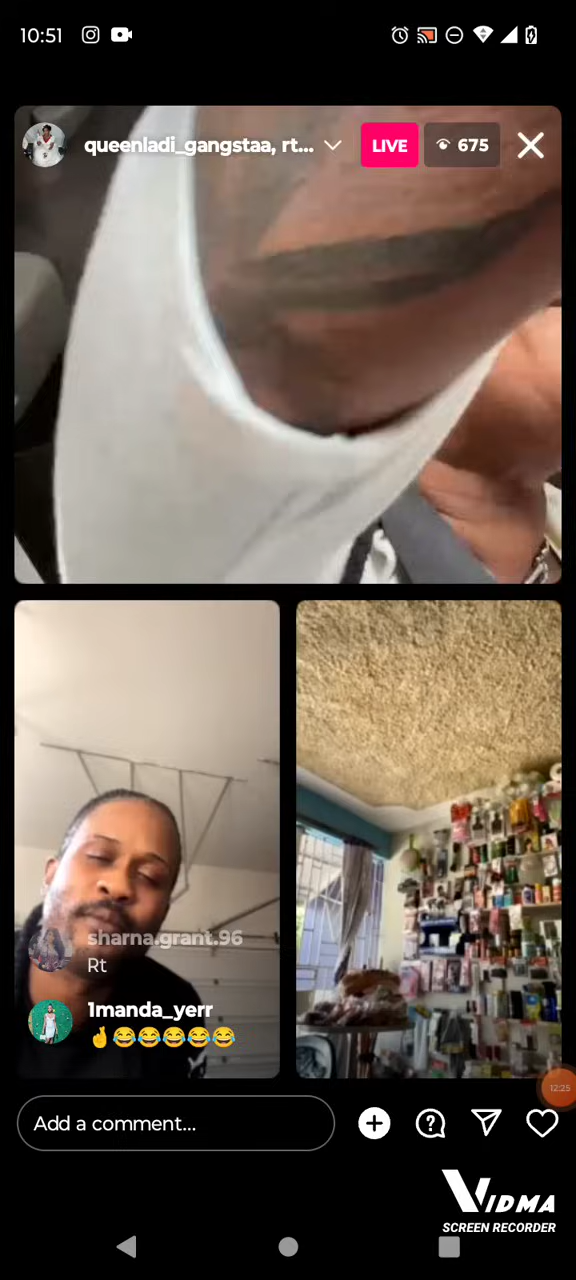 10:51
queenladi_gangstaa, rt...
LIVE
675
sharna.grant.96
Rt
1manda_yerr
🤞😂😂😂😂😂
12:25
Add a comment...
VIDMA
SCREEN RECORDER